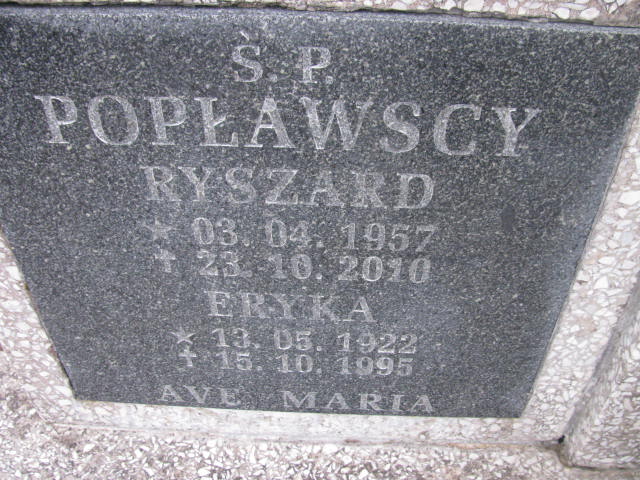 Ś.P.
POPŁAWSCY
RYSZARD
* 03. 04. 1957
† 23. 10. 2010
ERYKA
* 13. 05. 1922
† 15. 10. 1995
AVE MARIA